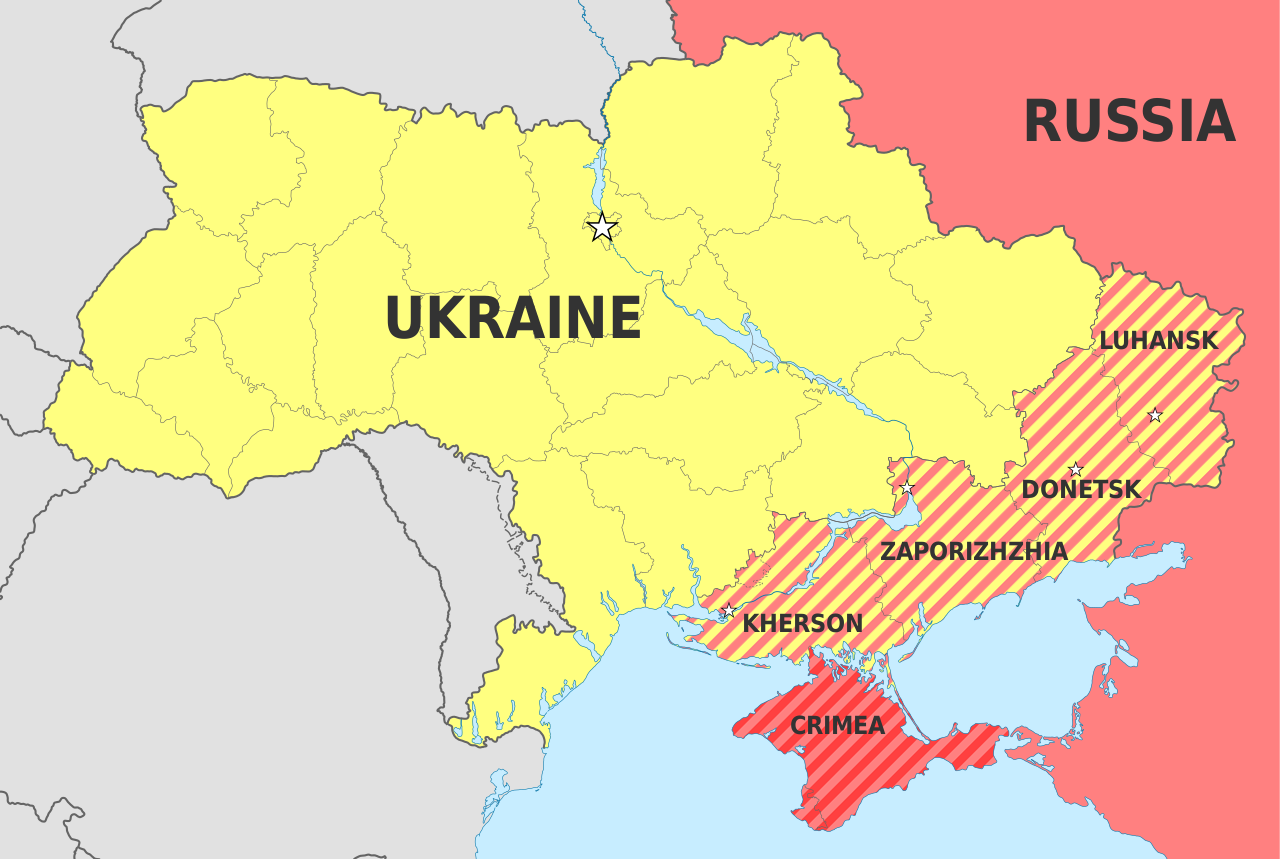 RUSSIA
UKRAINE
LUHANSK
DONETSK
ZAPORIZHZHIA
KHERSON
CRIMEA